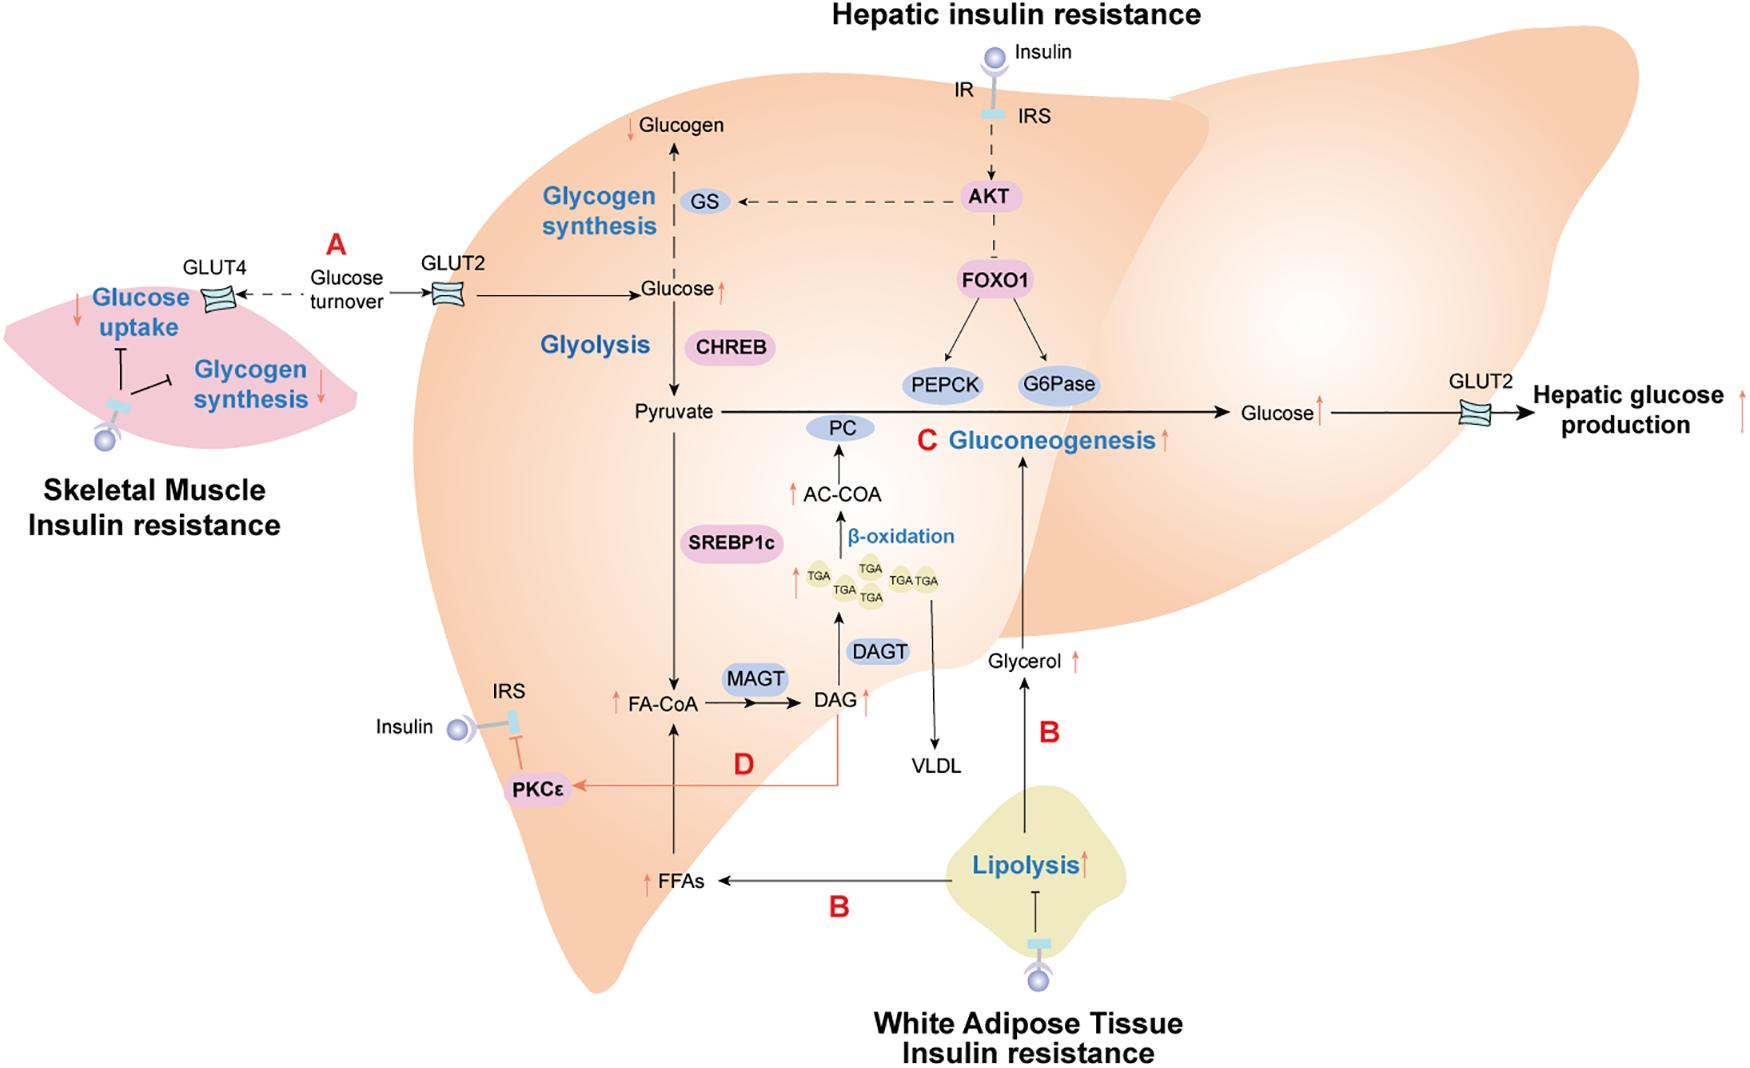 Hepatic insulin resistance
Insulin
IR
IRS
Glucogen
Glycogen
synthesis
GS
AKT
A
GLUT4
Glucose
turnover
GLUT2
Glucose
FOXO1
Glucose
uptake
Glyolysis
CHREB
Glycogen
synthesis
PEPCK
G6Pase
GLUT2
Hepatic glucose
production
Pyruvate
Glucose
PC
C Gluconeogenesis
Skeletal Muscle
Insulin resistance
AC-COA
β-oxidation
SREBP1c
TGA
TGA
TGA
TGA
TGA
TGA
DAGT
Glycerol
MAGT
IRS
FA-CoA
DAG
Insulin
B
D
VLDL
PKCε
Lipolysis
FFAs
B
White Adipose Tissue
Insulin resistance